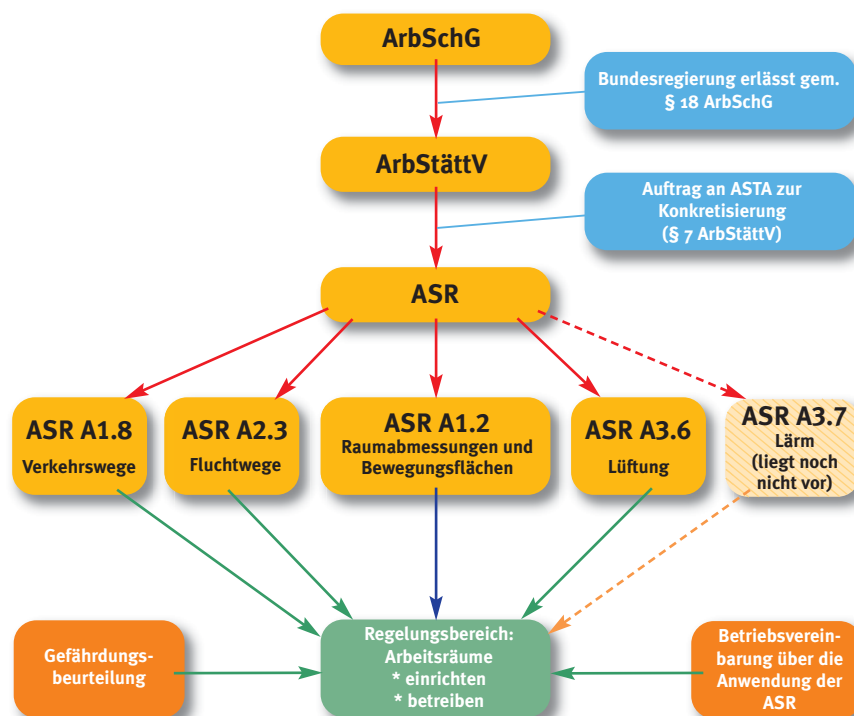 ArbSchG
Bundesregierung erlässt gem.
§ 18 ArbSchG
ArbStättV
Auftrag an ASTA zur
Konkretisierung
(§ 7 ArbStättV)
ASR
ASR A1.8
Verkehrswege
ASR A2.3
Fluchtwege
ASR A1.2
Raumabmessungen und
Bewegungsflächen
ASR A3.6
Lüftung
ASR A3.7
Lärm
(liegt noch
nicht vor)
Gefährdungs-
beurteilung
Regelungsbereich:
Arbeitsräume
* einrichten
* betreiben
Betriebsverein-
barung über die
Anwendung der
ASR